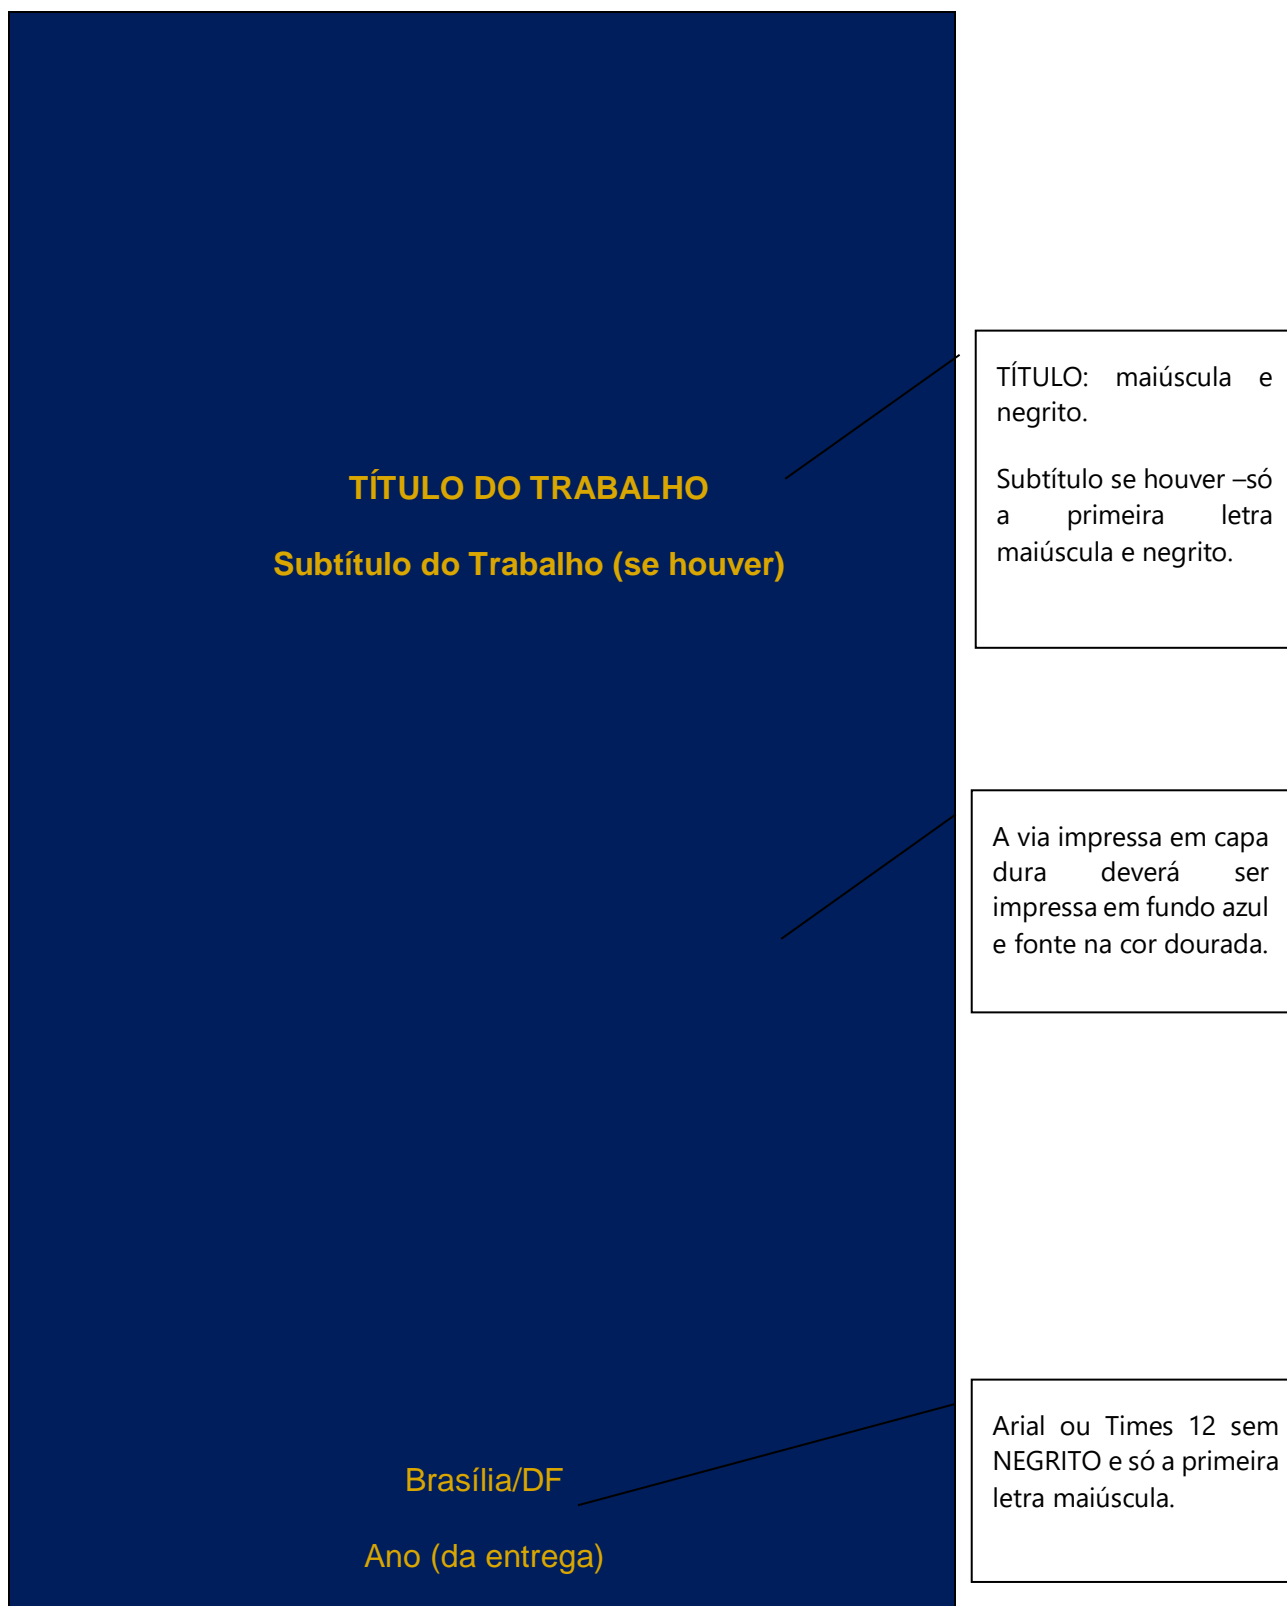 TÍTULO: maiúscula e
negrito.
Subtítulo se houver –só
a primeira letra
maiúscula e negrito.
TÍTULO DO TRABALHO
Subtítulo do Trabalho (se houver)
A via impressa em capa
dura deverá ser
impressa em fundo azul
e fonte na cor dourada.
Arial ou Times 12 sem
NEGRITO e só a primeira
letra maiúscula.
Brasília/DF
Ano (da entrega)